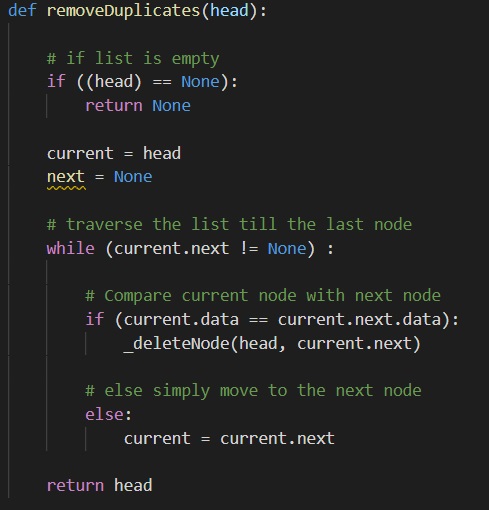 def removeDuplicates(head):
# if list is empty
if ((head) == None):
return None
current = head
next = None
# traverse the list till the last node
while (current.next != None) :
# Compare current node with next node
if (current.data == current.next.data):
_deleteNode(head, current.next)
# else simply move to the next node
else:
current = current.next
return head